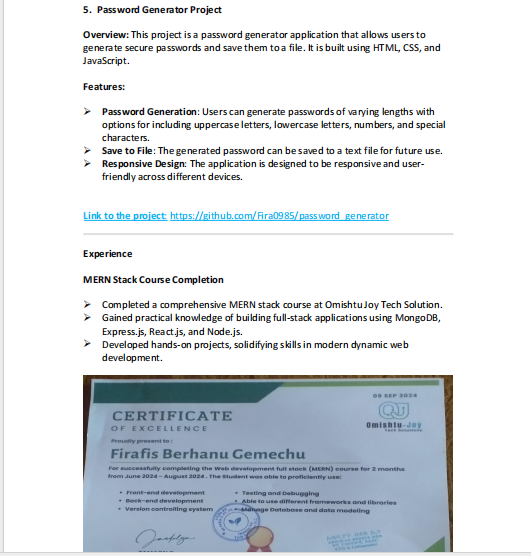 5. Password Generator Project
Overview: This project is a password generator application that allows users to
generate secure passwords and save them to a file. It is built using HTML, CSS, and
JavaScript.
Features:
➢ Password Generation: Users can generate passwords of varying lengths with
options for including uppercase letters, lowercase letters, numbers, and special
characters.
➢ Save to File: The generated password can be saved to a text file for future use.
➢ Responsive Design: The application is designed to be responsive and user-
friendly across different devices.
Link to the project: https://github.com/Fira0985/password_generator
Experience
MERN Stack Course Completion
➢ Completed a comprehensive MERN stack course at Omishtu Joy Tech Solution.
➢ Gained practical knowledge of building full-stack applications using MongoDB,
Express.js, React.js, and Node.js.
➢ Developed hands-on projects, solidifying skills in modern dynamic web
development.
09 SEP 2024
CERTIFICATE
OF EXCELLENCE
Omishtu-Joy
Tech Solutions
Proudly present to :
Firafis Berhanu Gemechu
For successfully completing the Web development full stack (MERN) course for 2 months
from June 2024 - August 2024. The Student was able to proficiently use:
• Front-end development
• Back-end development
• Version controlling system
• Testing and Debugging
• Able to use different frameworks and libraries
• Manage Database and data modeling